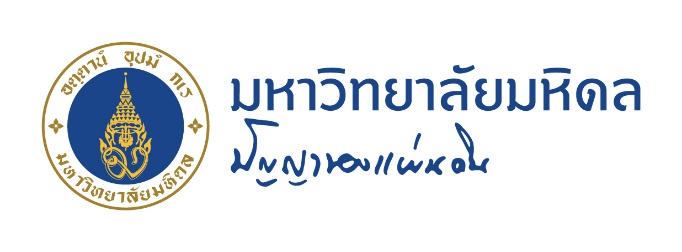 อตฺตานํ อุปมํ กเร
มหาวิทยาลัยมหิดล
มหาวิทยาลัยมหิดล
ปัญญาของแผ่นดิน